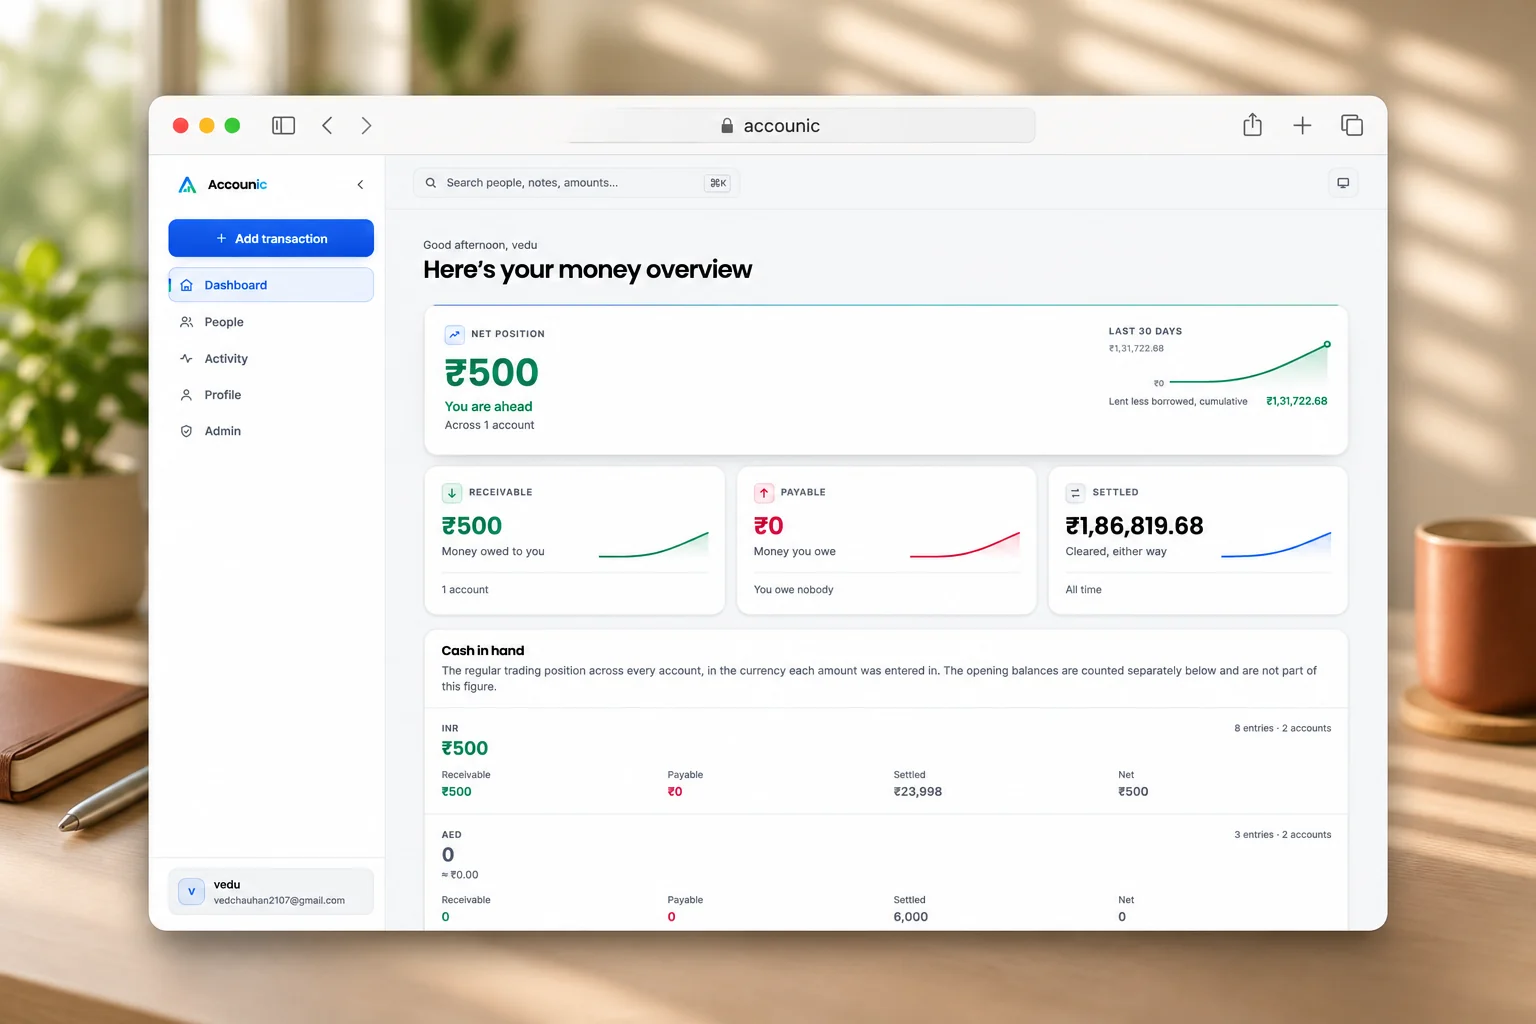 accounic
Accounic
Search people, notes, amounts...
⌘K
+ Add transaction
Dashboard
People
Activity
Profile
Admin
vedu
vedchauhan2107@gmail.com
V
Good afternoon, vedu
Here's your money overview
NET POSITION
₹500
You are ahead
Across 1 account
LAST 30 DAYS
₹1,31,722.68
₹0
Lent less borrowed, cumulative ₹1,31,722.68
RECEIVABLE
₹500
Money owed to you
1 account
PAYABLE
₹0
Money you owe
You owe nobody
SETTLED
₹1,86,819.68
Cleared, either way
All time
Cash in hand
The regular trading position across every account, in the currency each amount was entered in. The opening balances are counted separately below and are not part of
this figure.
INR 8 entries · 2 accounts
₹500
Receivable Payable Settled Net
₹500 ₹0 ₹23,998 ₹500
AED 3 entries · 2 accounts
0
≈ ₹0.00
Receivable Payable Settled Net
0 0 6,000 0